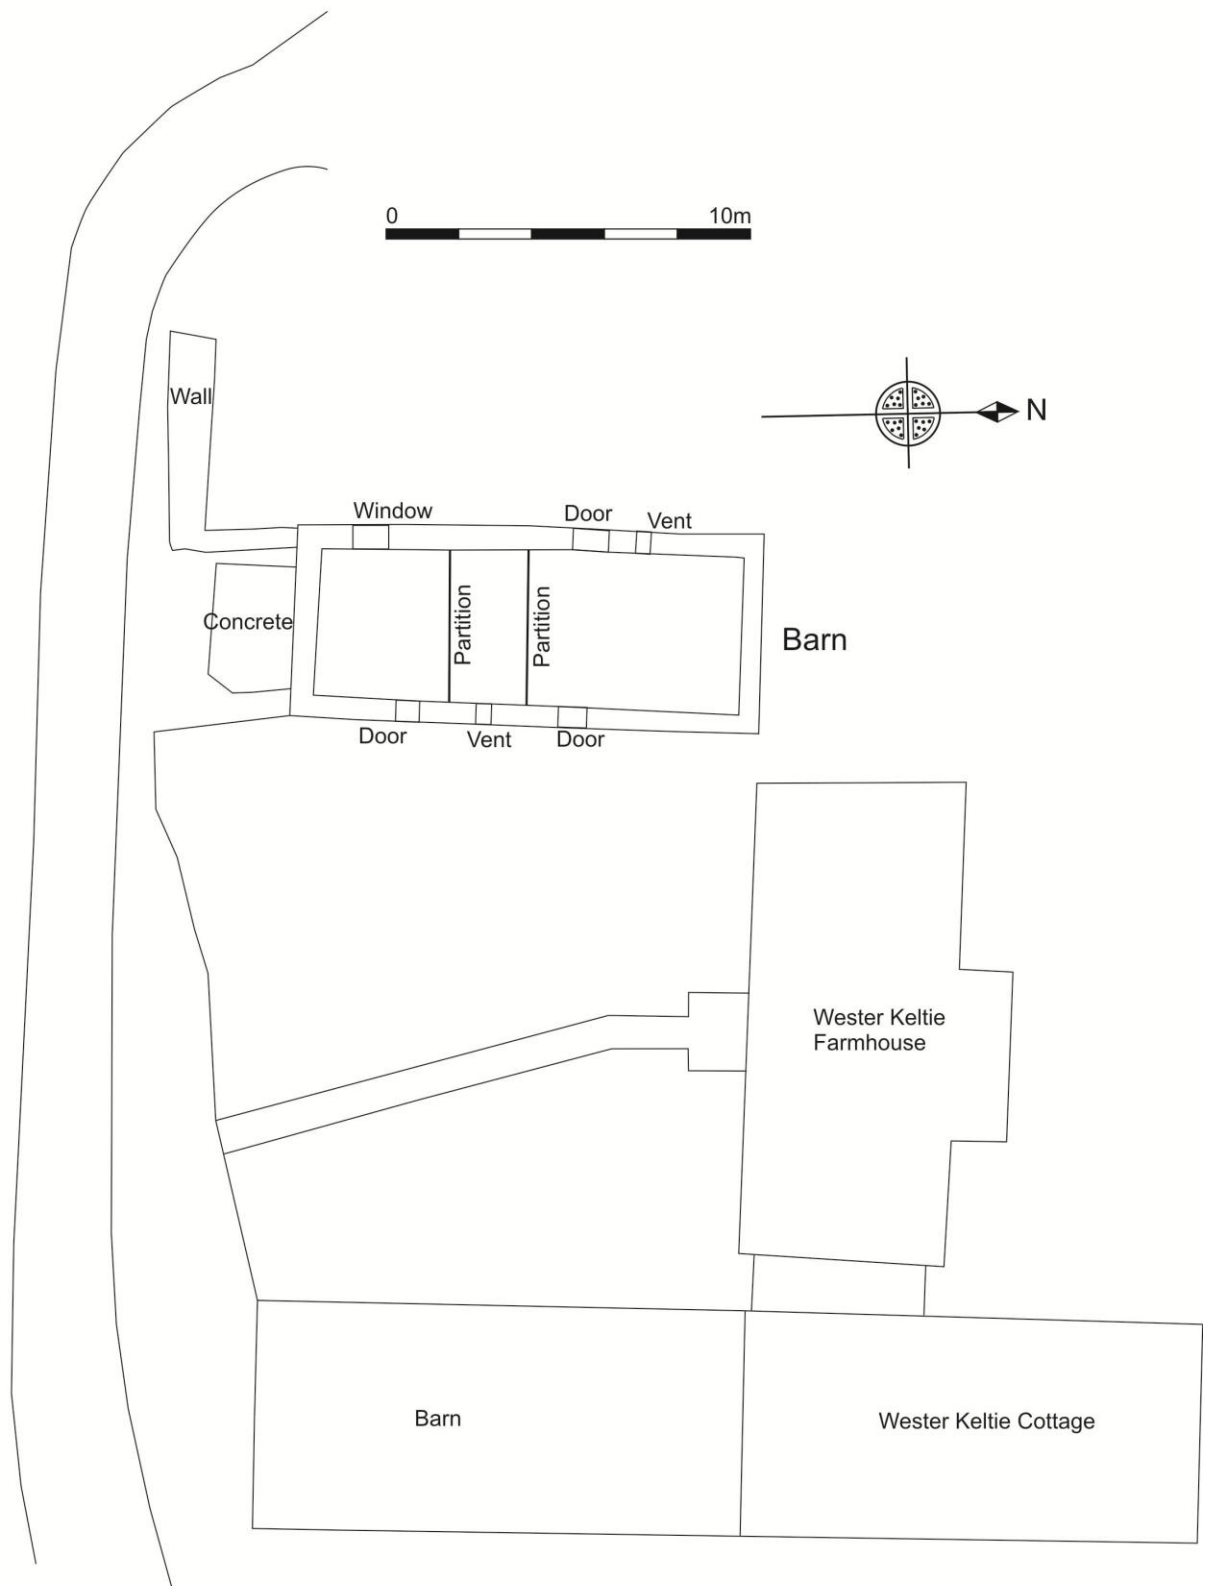 0 10m
Wall
N
Window
Door
Vent
Partition
Partition
Concrete
Barn
Door
Vent
Door
Wester Keltie
Farmhouse
Barn
Wester Keltie Cottage